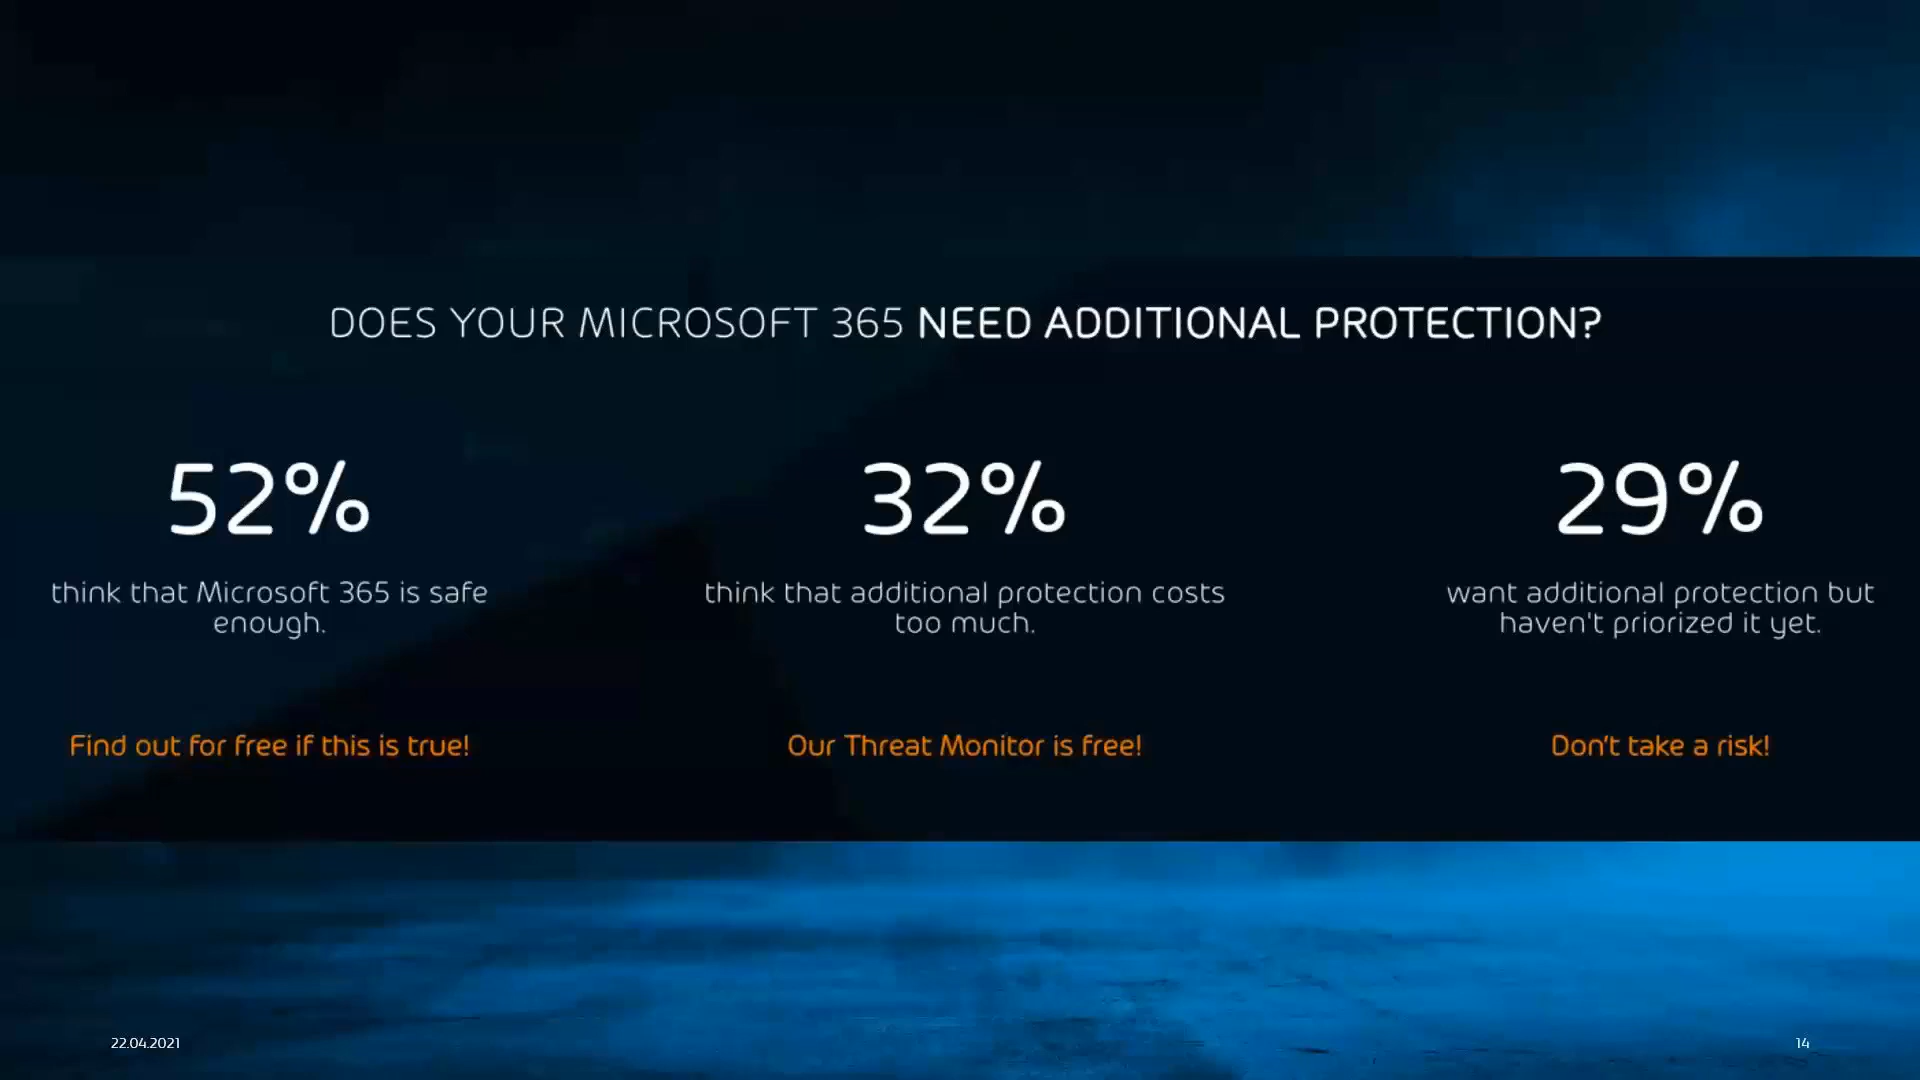 DOES YOUR MICROSOFT 365 NEED ADDITIONAL PROTECTION?
52%
think that Microsoft 365 is safe
enough.
Find out for free if this is true!
32%
think that additional protection costs
too much.
Our Threat Monitor is free!
29%
want additional protection but
haven't priorized it yet.
Don't take a risk!
22.04.2021
14